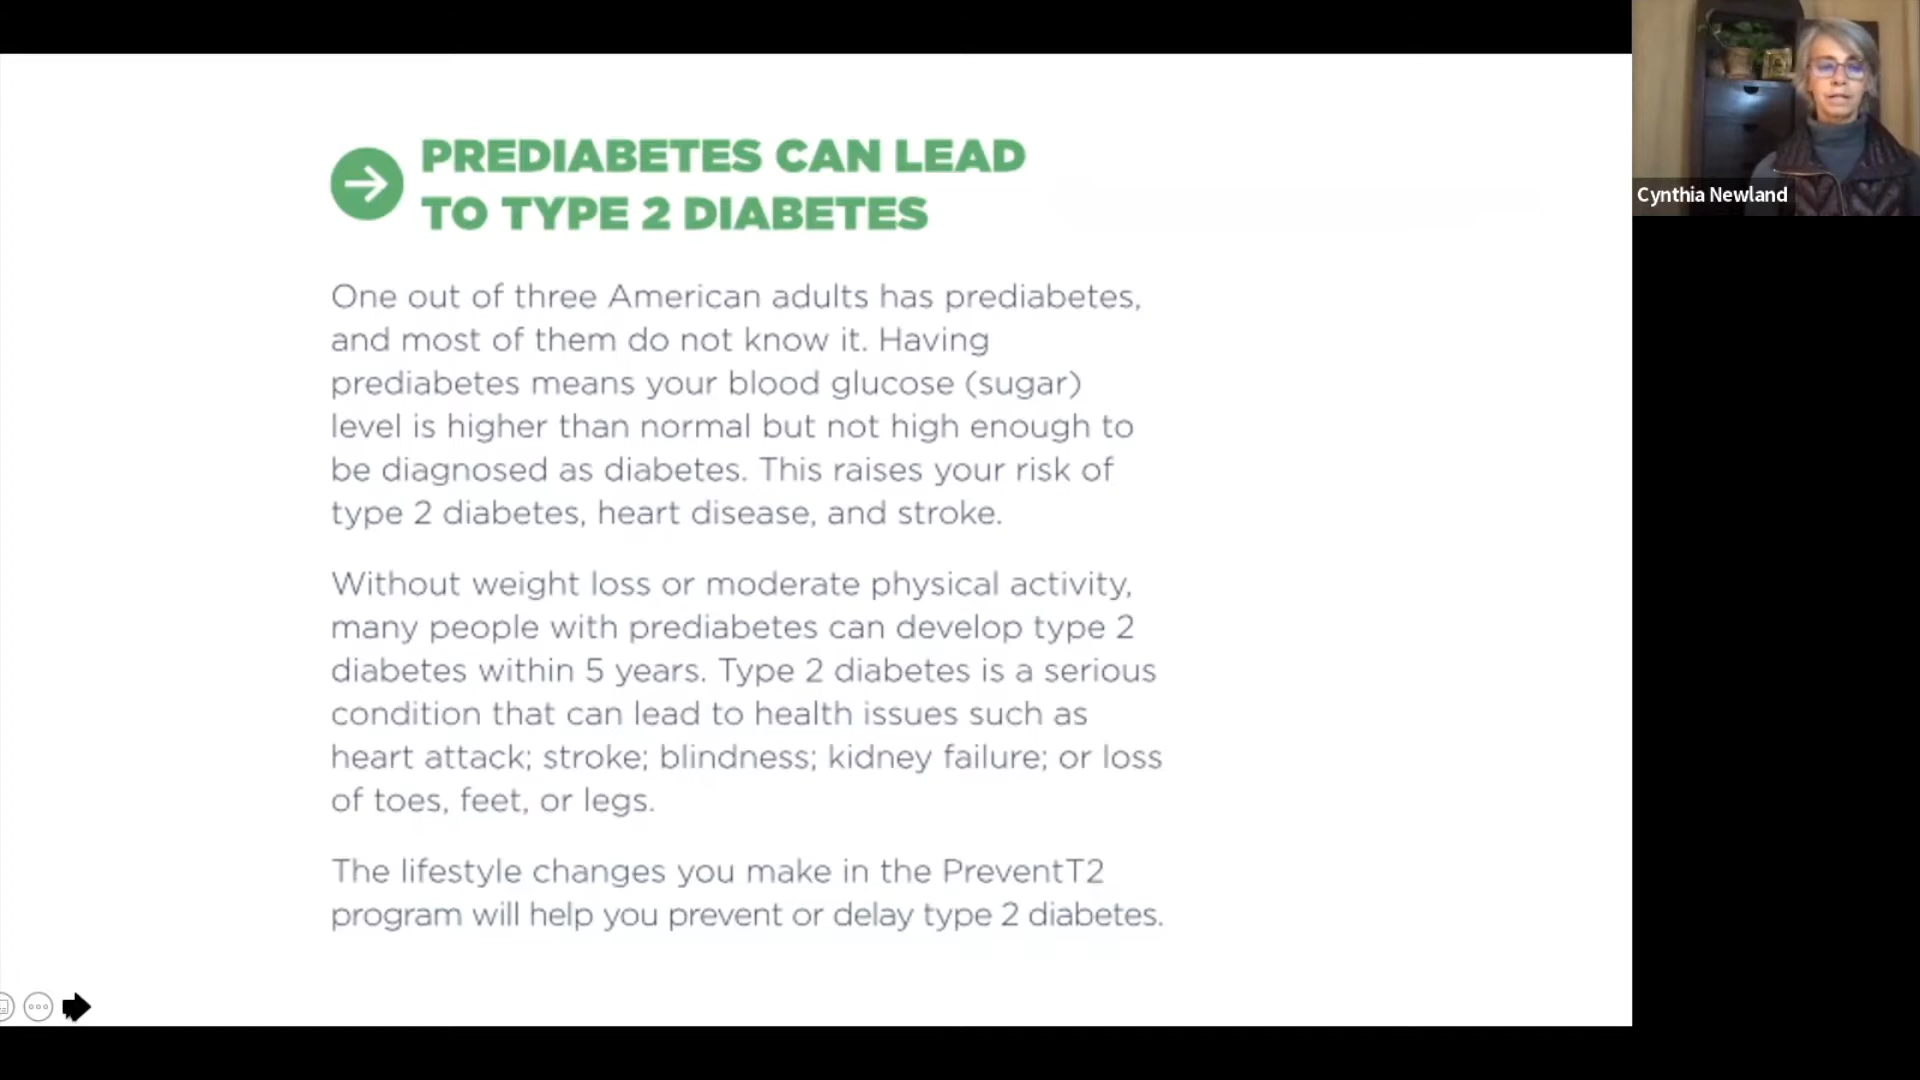 PREDIABETES CAN LEAD
TO TYPE 2 DIABETES
One out of three American adults has prediabetes,
and most of them do not know it. Having
prediabetes means your blood glucose (sugar)
level is higher than normal but not high enough to
be diagnosed as diabetes. This raises your risk of
type 2 diabetes, heart disease, and stroke.
Without weight loss or moderate physical activity,
many people with prediabetes can develop type 2
diabetes within 5 years. Type 2 diabetes is a serious
condition that can lead to health issues such as
heart attack; stroke; blindness; kidney failure; or loss
of toes, feet, or legs.
The lifestyle changes you make in the PreventT2
program will help you prevent or delay type 2 diabetes.
Cynthia Newland